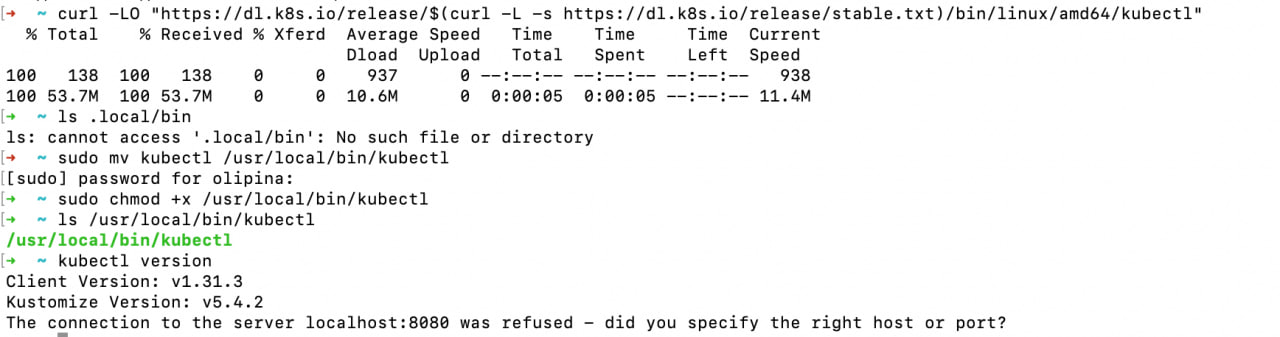 [→ ~ curl -LO "https://dl.k8s.io/release/$(curl -L -s https://dl.k8s.io/release/stable.txt)/bin/linux/amd64/kubectl"
% Total % Received % Xferd Average Speed Time Time Time Current
Dload Upload Total Spent Left Speed
100 138 100 138 0 0 937 0 --:--:-- --:--:-- --:--:-- 938
100 53.7M 100 53.7M 0 0 10.6M 0 0:00:05 0:00:05 --:--:-- 11.4M
[→ ~ ls .local/bin
ls: cannot access '.local/bin': No such file or directory
[→ ~ sudo mv kubectl /usr/local/bin/kubectl
[[sudo] password for olipina:
[→ ~ sudo chmod +x /usr/local/bin/kubectl
[→ ~ ls /usr/local/bin/kubectl
/usr/local/bin/kubectl
[→ ~ kubectl version
Client Version: v1.31.3
Kustomize Version: v5.4.2
The connection to the server localhost:8080 was refused – did you specify the right host or port?